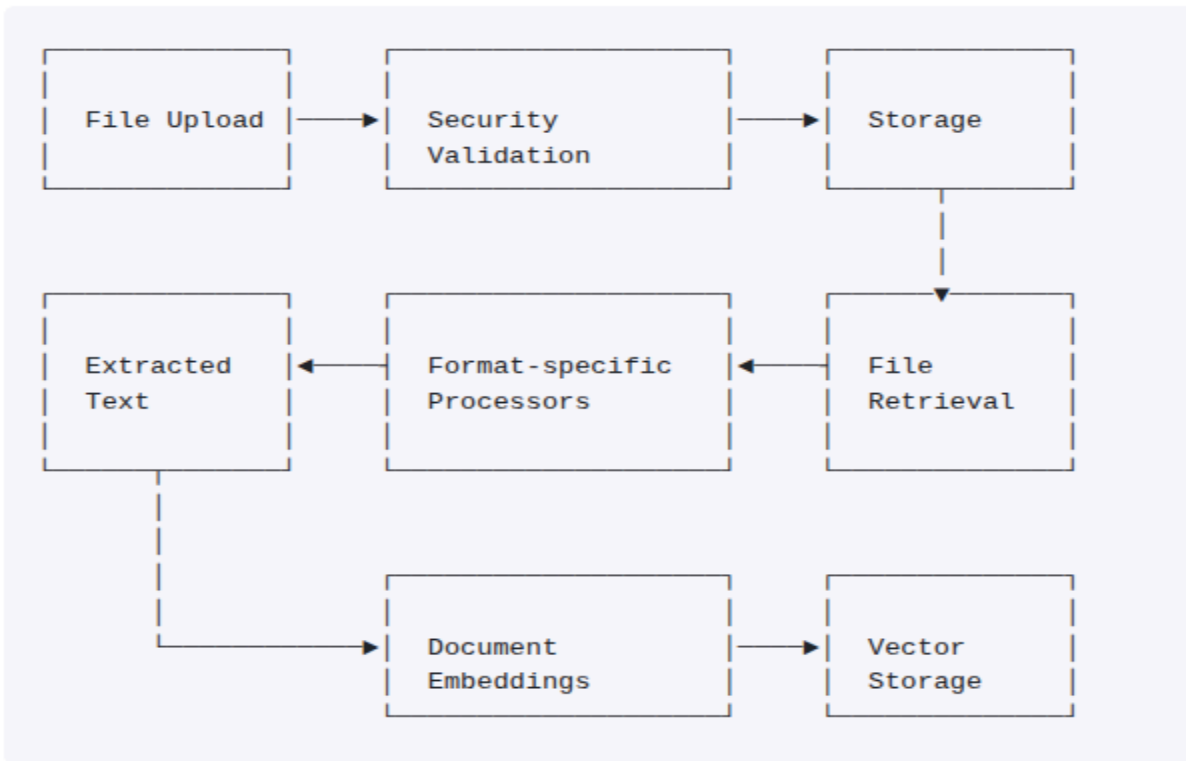 File Upload
Security
Validation
Storage
Extracted
Text
Format-specific
Processors
File
Retrieval
Document
Embeddings
Vector
Storage